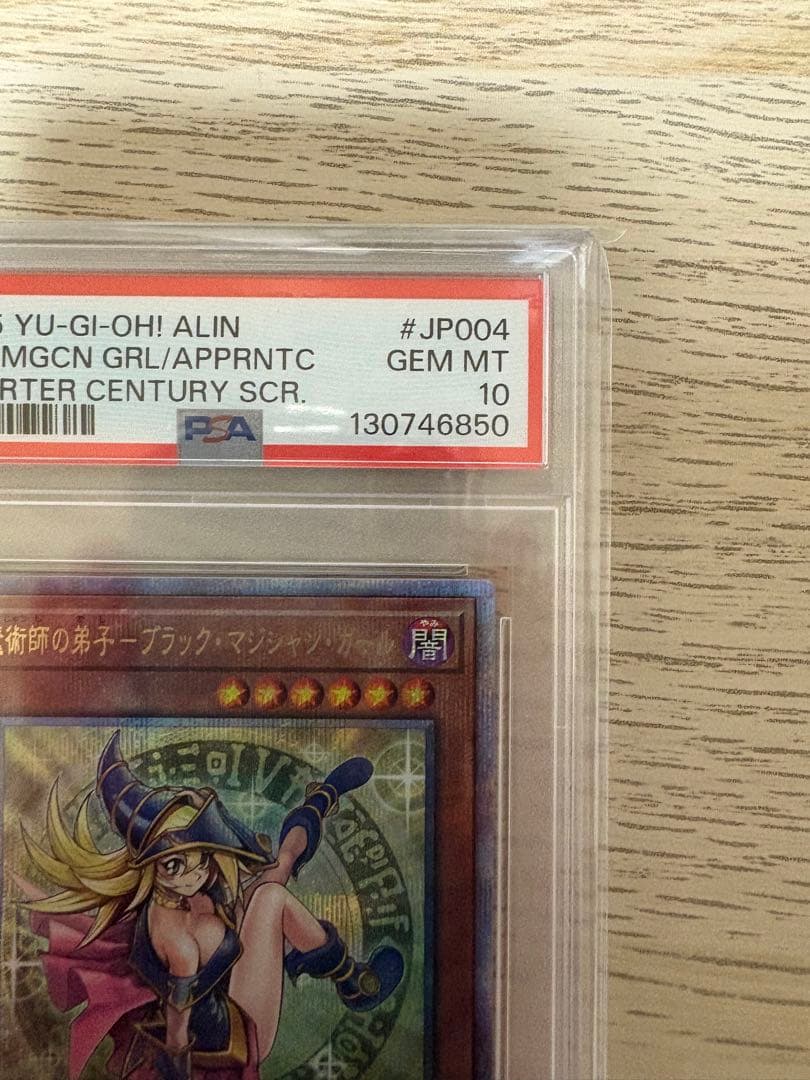 5 YU-GI-OH! ALIN #JP004
MGCN GRL/APPRNTC GEM MT
RTER CENTURY SCR. 10
PSA 130746850
術師の弟子－ブラック・マジシャン・ガール
やみ
闇